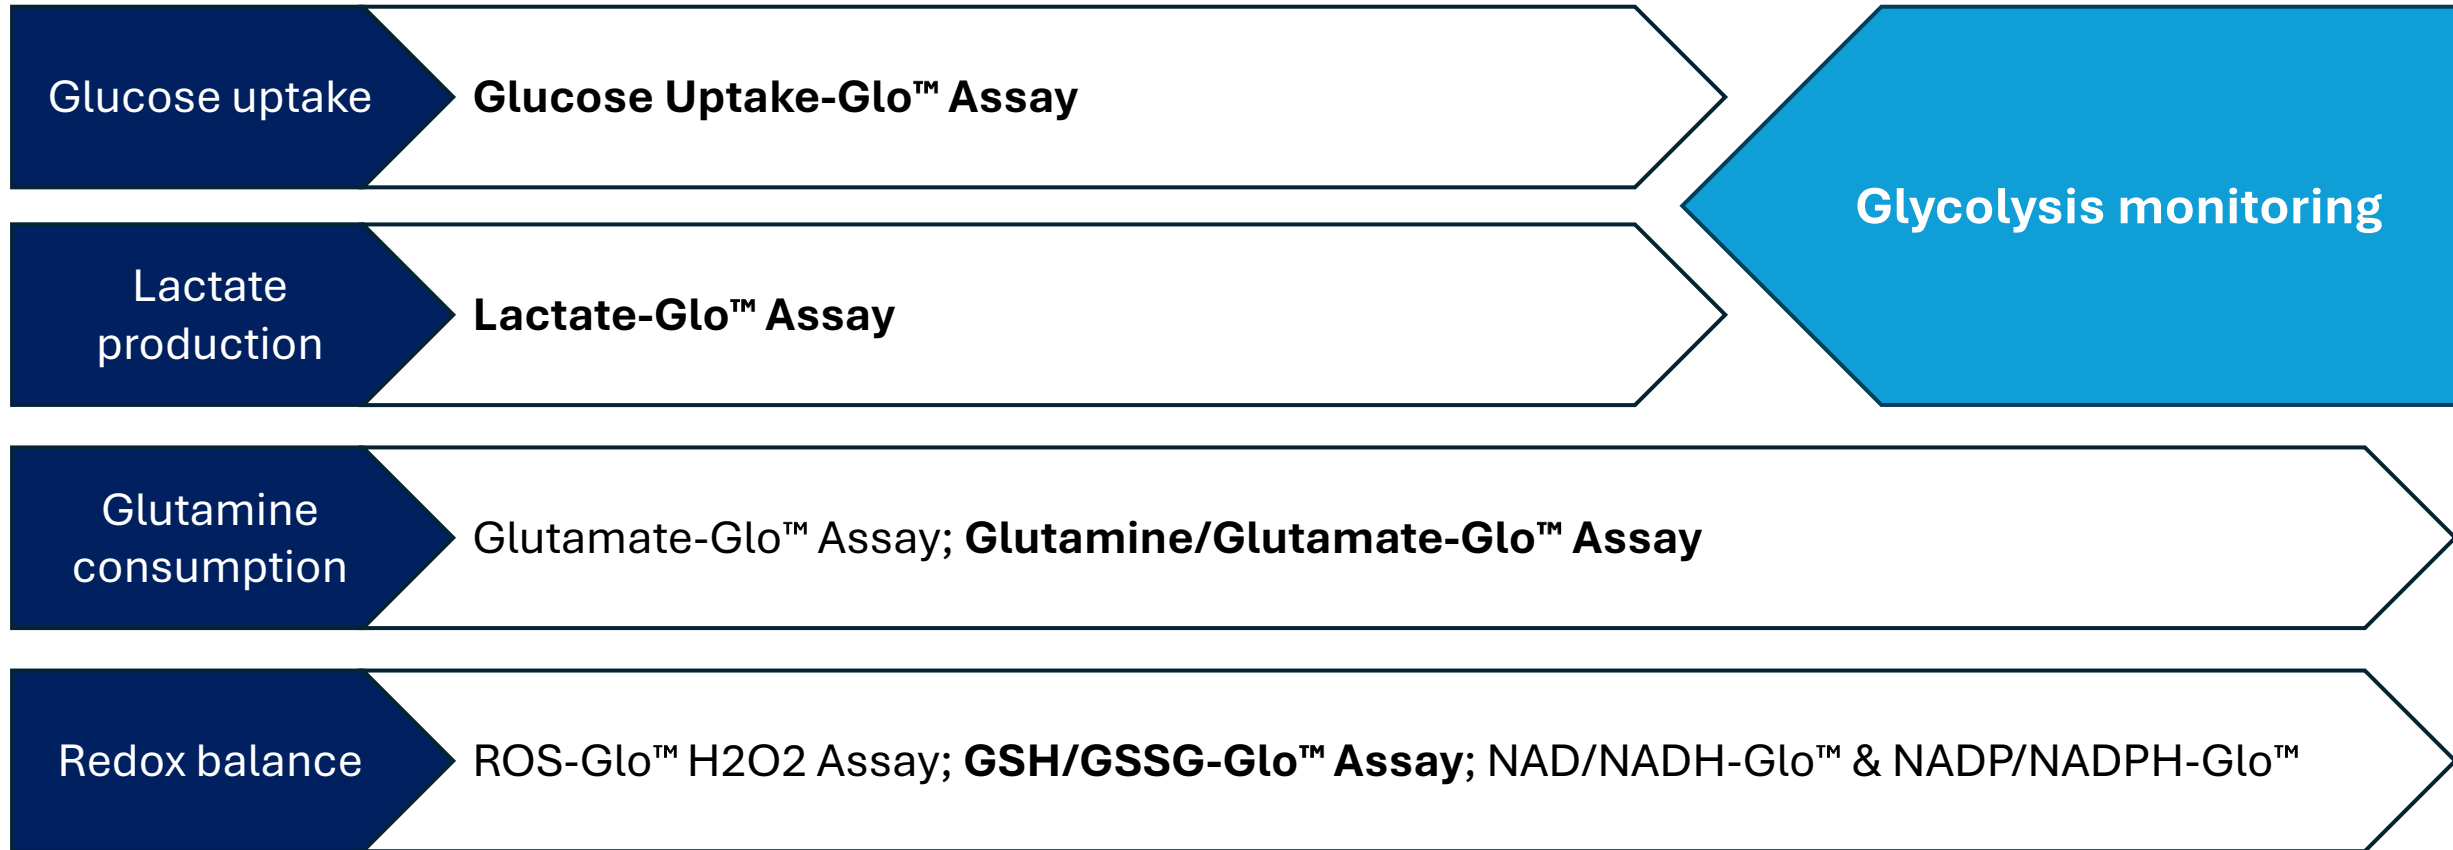 Glucose uptake
Glucose Uptake-Glo™ Assay
Glycolysis monitoring
Lactate
production
Lactate-Glo™ Assay
Glutamine
consumption
Glutamate-Glo™ Assay; Glutamine/Glutamate-Glo™ Assay
Redox balance
ROS-Glo™ H2O2 Assay; GSH/GSSG-Glo™ Assay; NAD/NADH-Glo™ & NADP/NADPH-Glo™